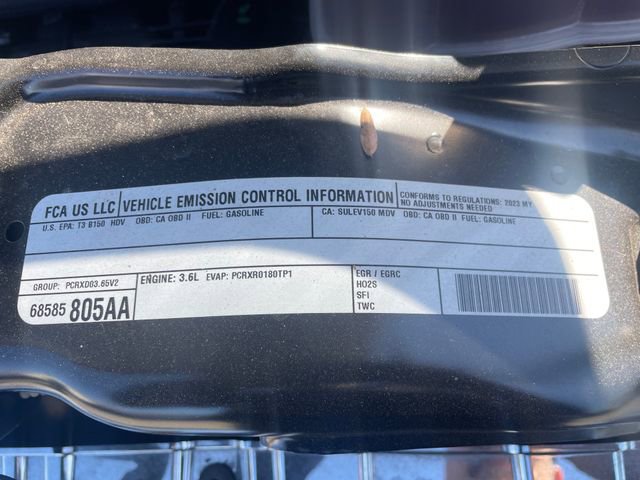 FCA US LLC VEHICLE EMISSION CONTROL INFORMATION
CONFORMS TO REGULATIONS: 2023 MY
NO ADJUSTMENTS NEEDED
U.S. EPA: T3 B150 HDV OBD: CA OBD II FUEL: GASOLINE
CA: SULEV150 MDV OBD: CA OBD II FUEL: GASOLINE
GROUP: PCRXD03.65V2
68585 805AA
ENGINE: 3.6L EVAP: PCRXR0180TP1
EGR / EGRC
HO2S
SFI
TWC